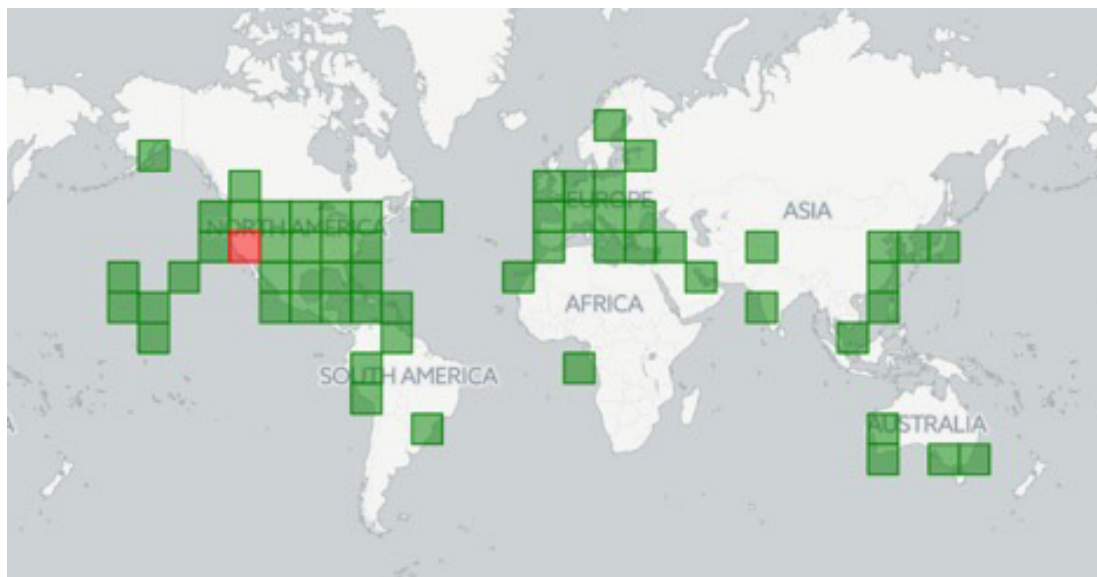 NORTH AMERICA
EUROPE
ASIA
AFRICA
SOUTH AMERICA
AUSTRALIA
A